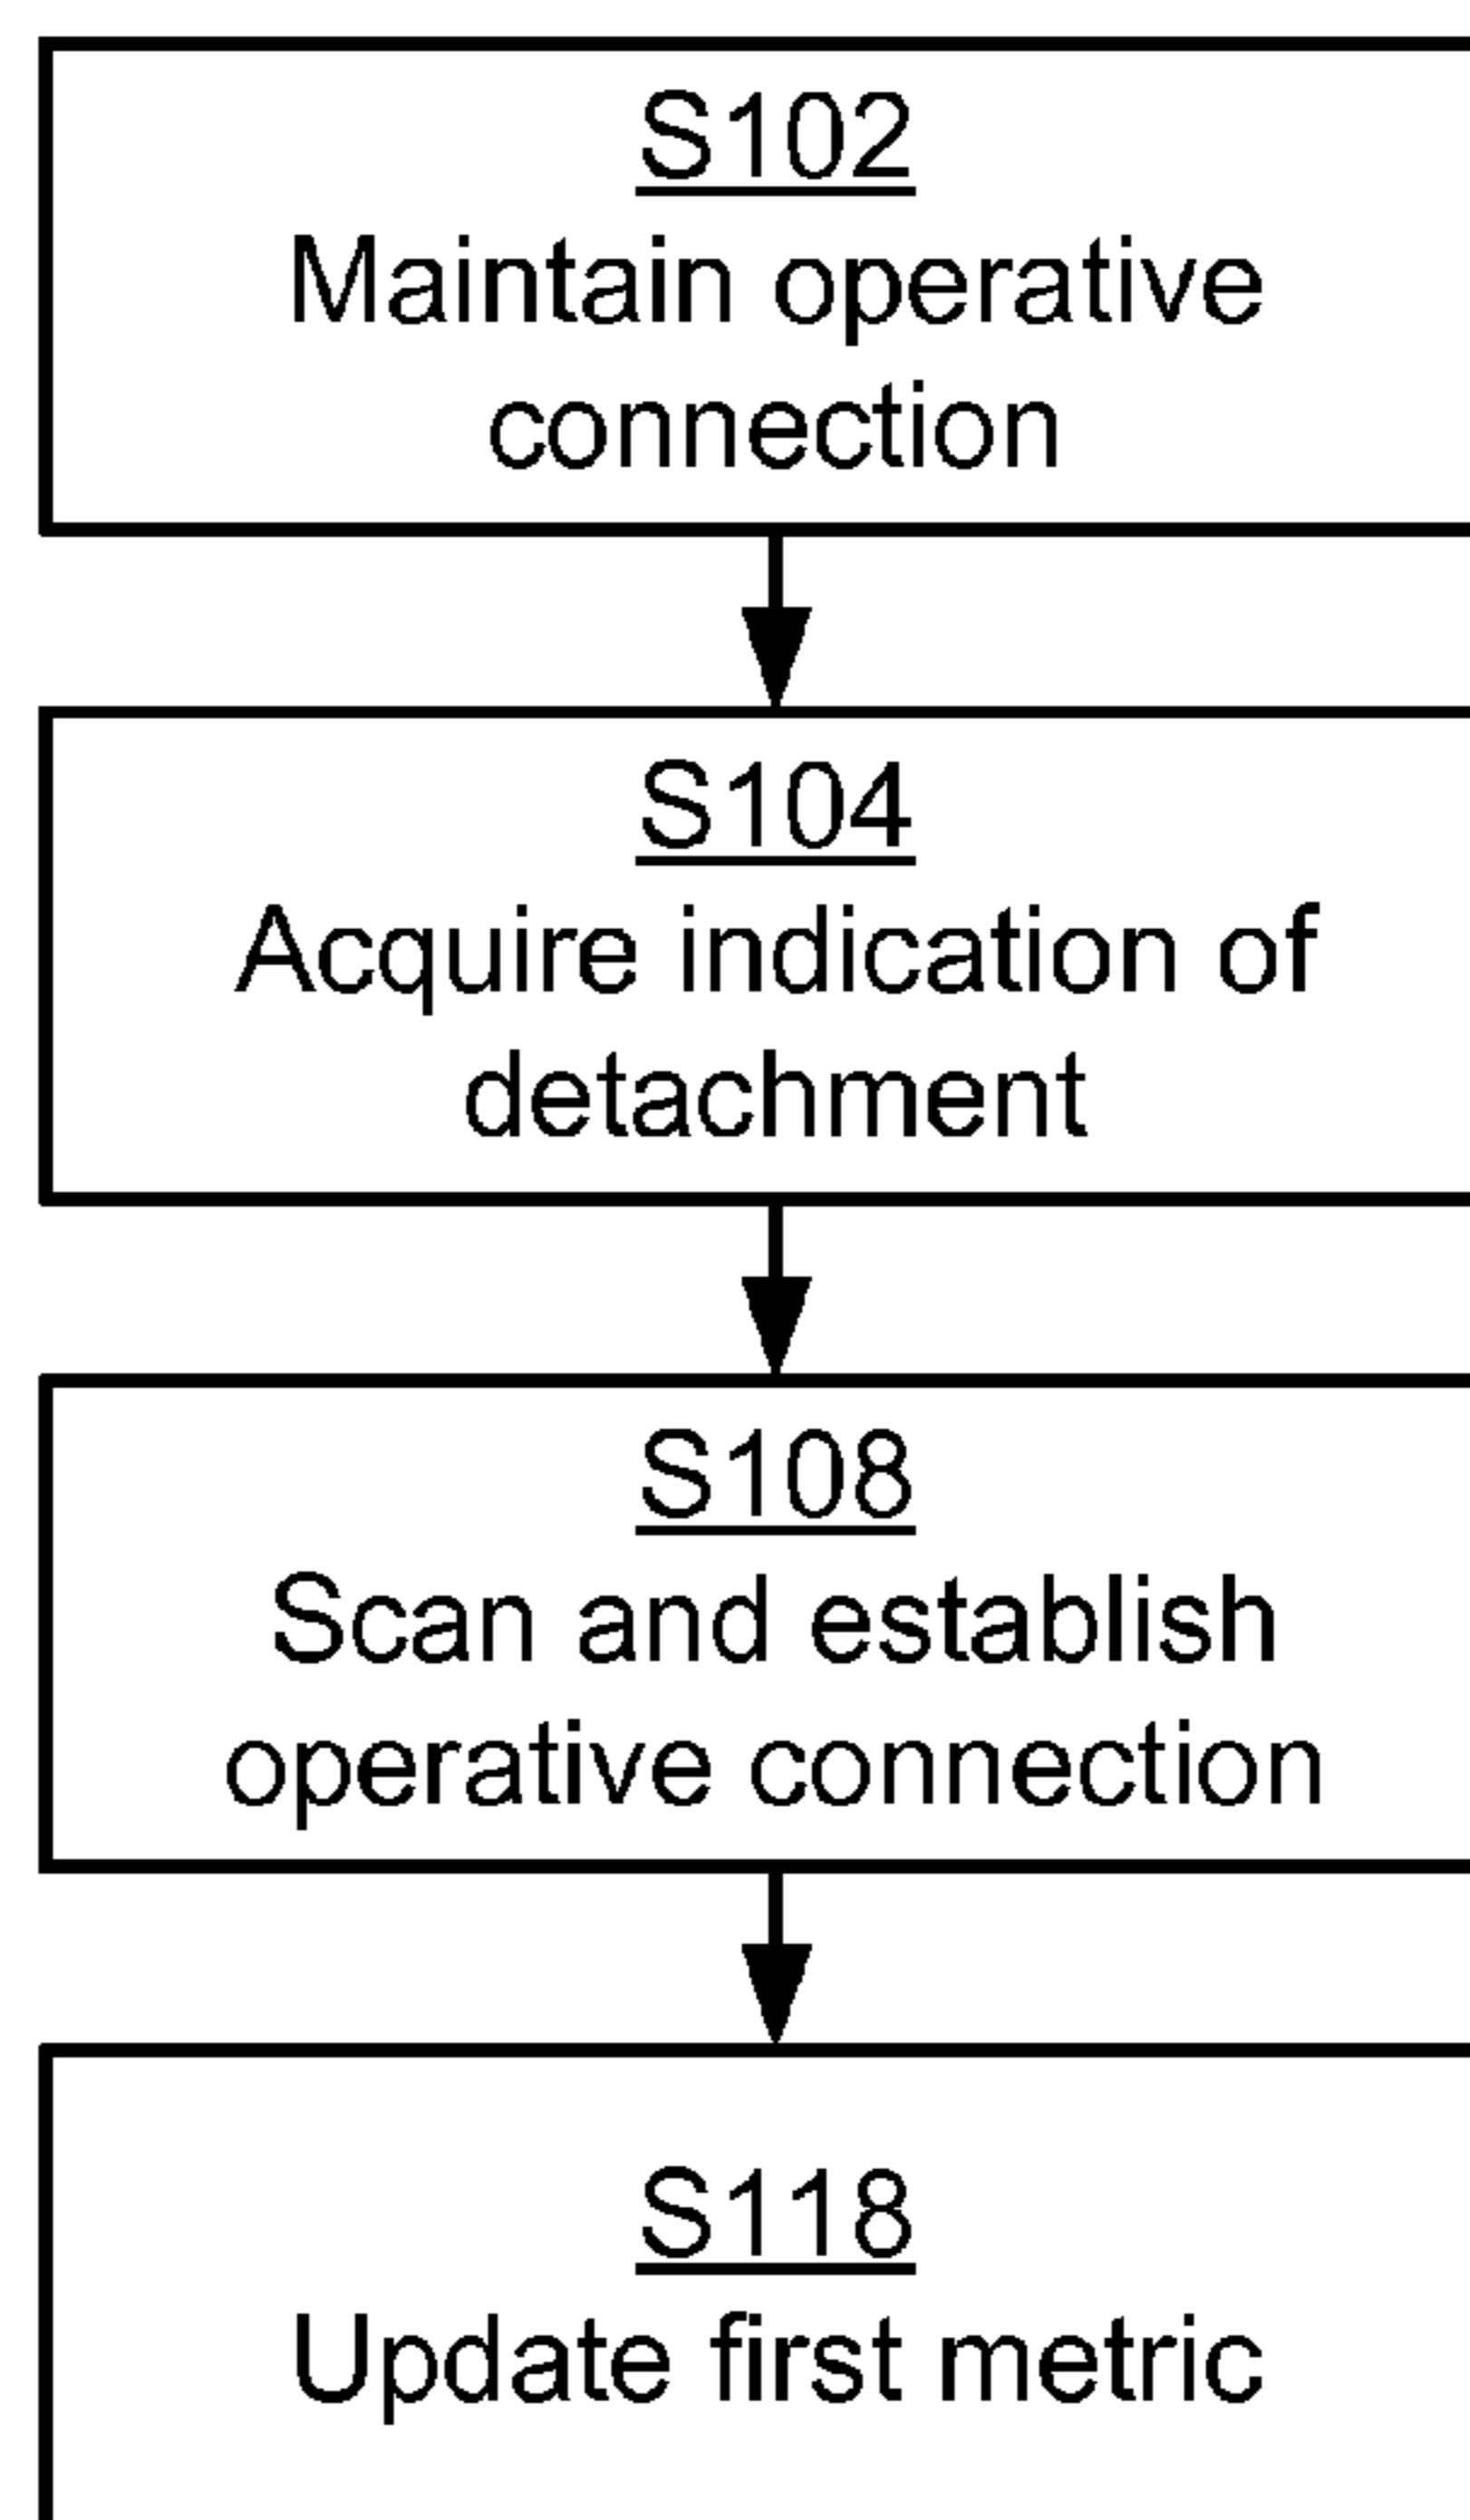 S102
Maintain operative
connection
S104
Acquire indication of
detachment
S108
Scan and establish
operative connection
S118
Update first metric